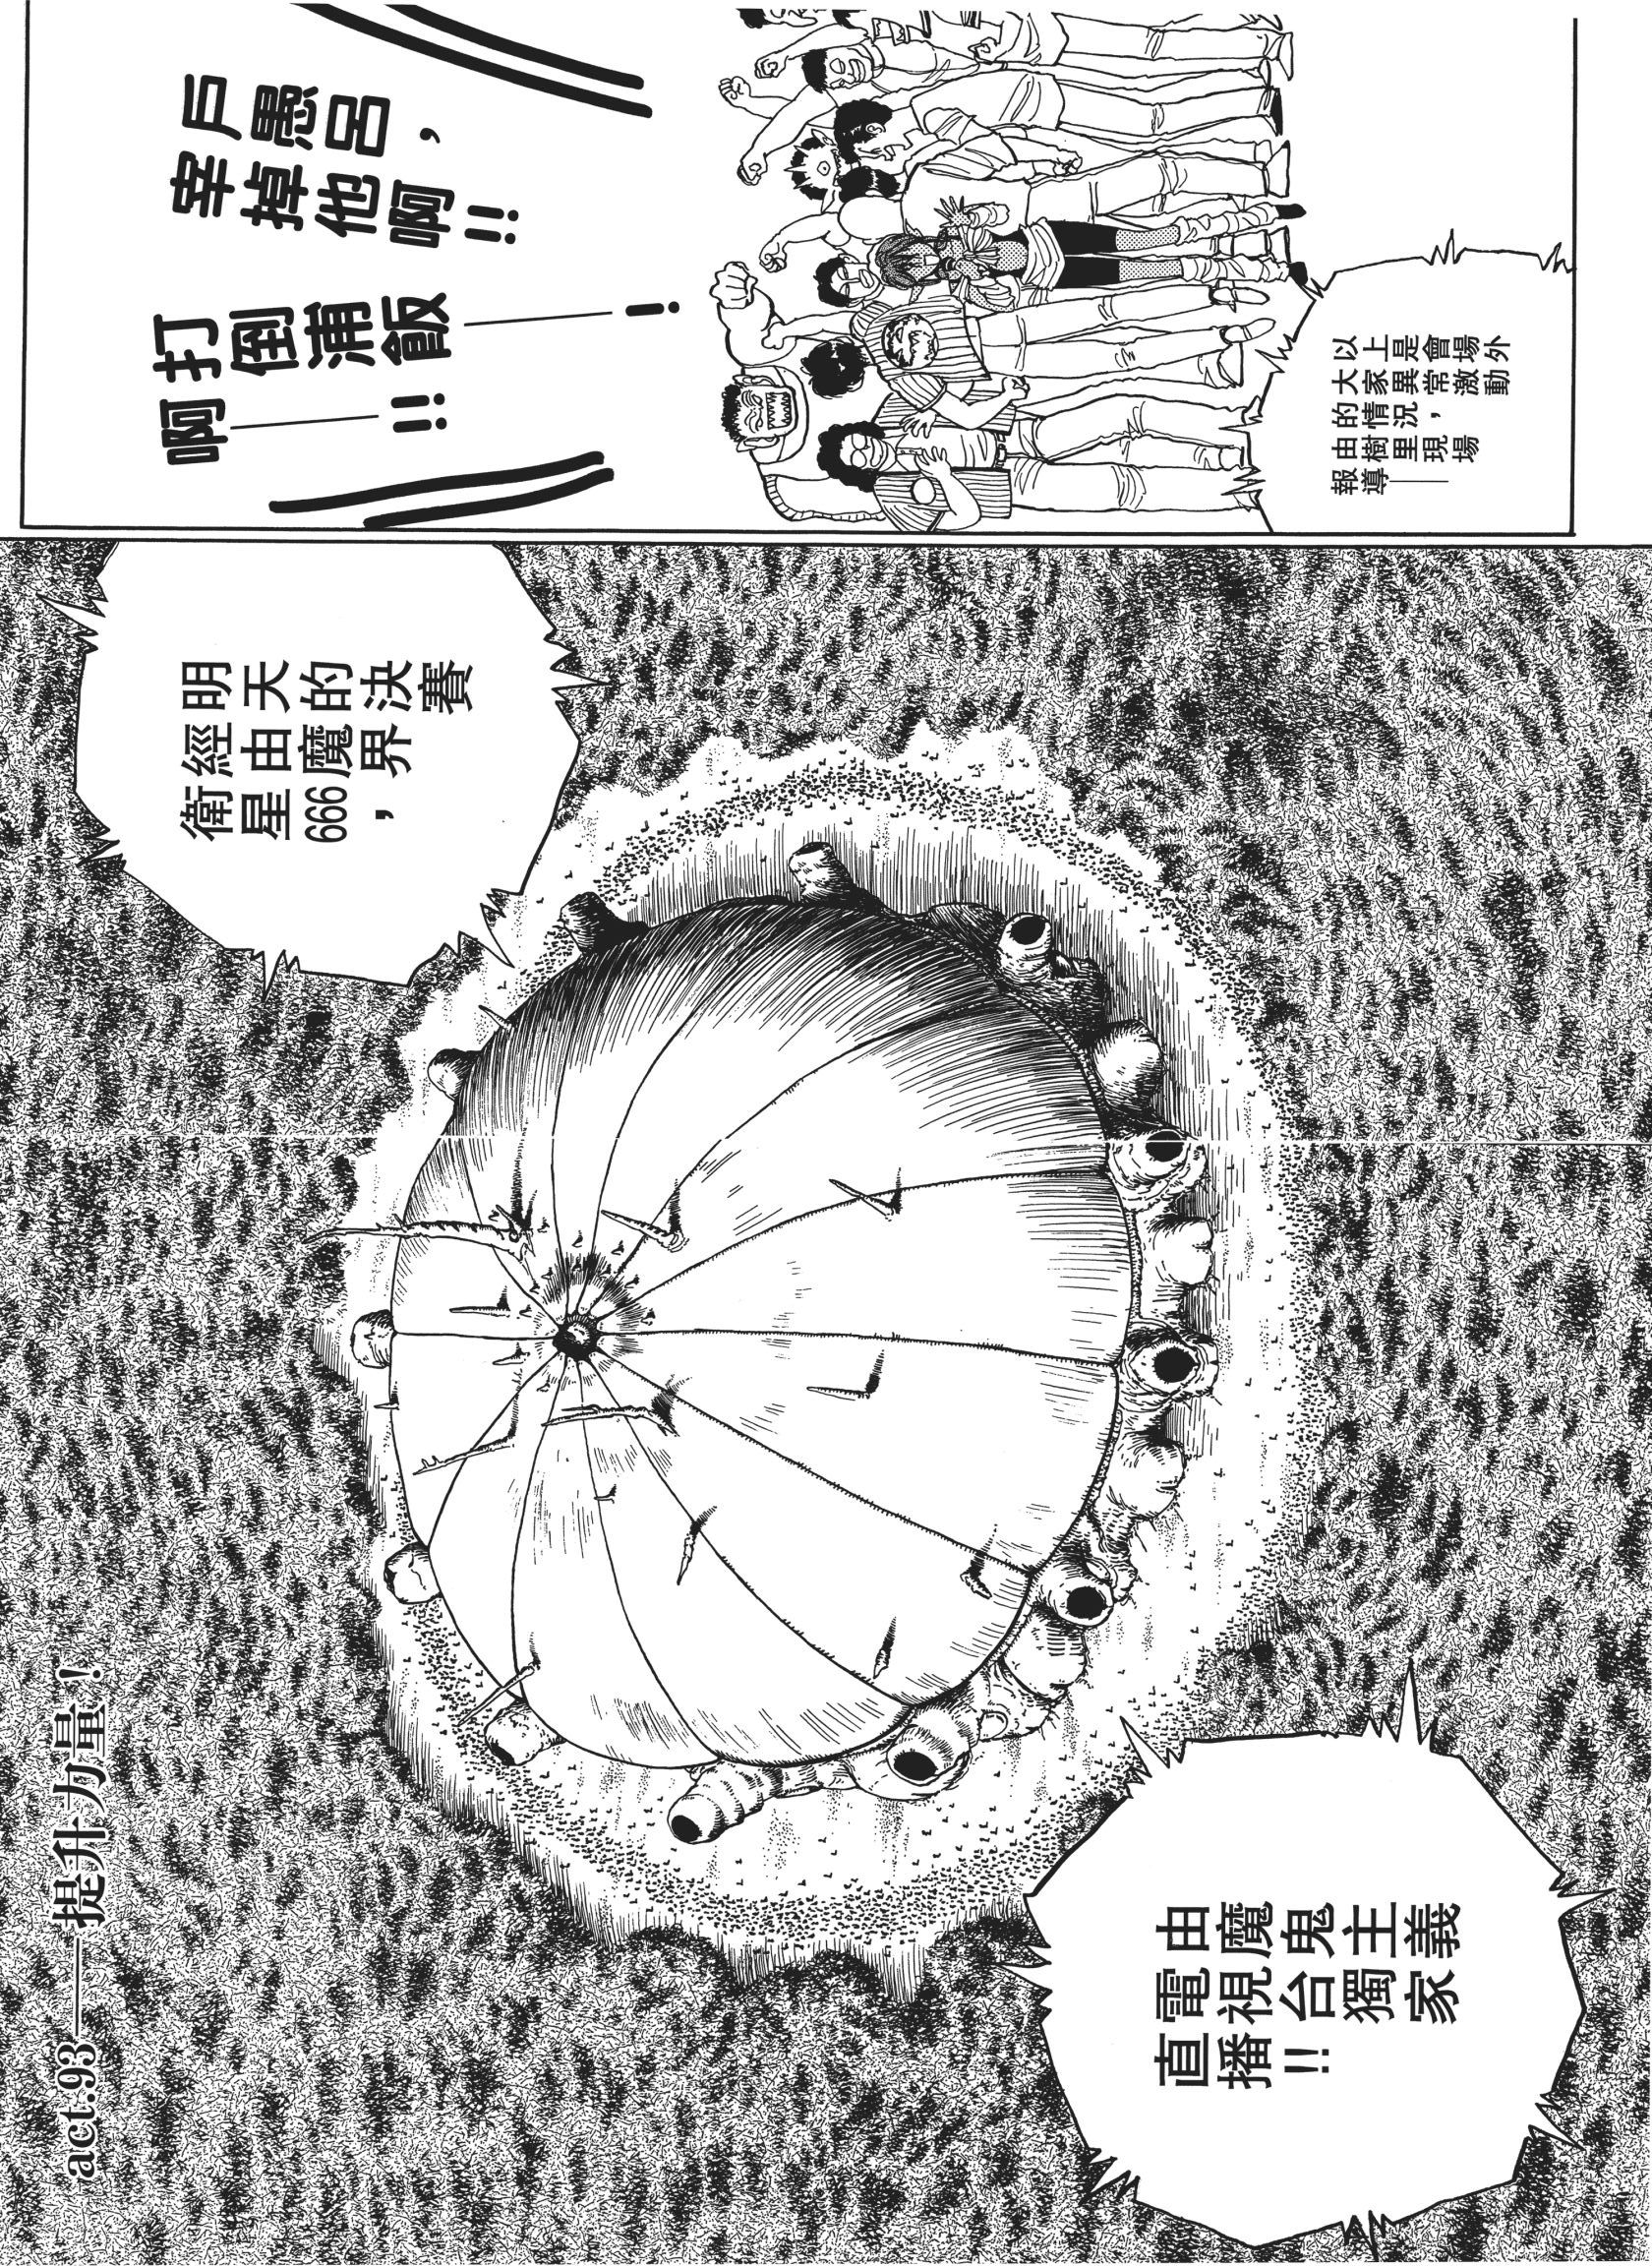 戶愚呂，
宰掉他啊!!
打倒浦飯——!
啊——!!
以上是會場外
大家異常激動
的情況，
由樹里現場
報導——
明天的決賽
經由魔界
衛星666，
由魔鬼主義
電視台獨家
直播!!
act.93——提升力量!